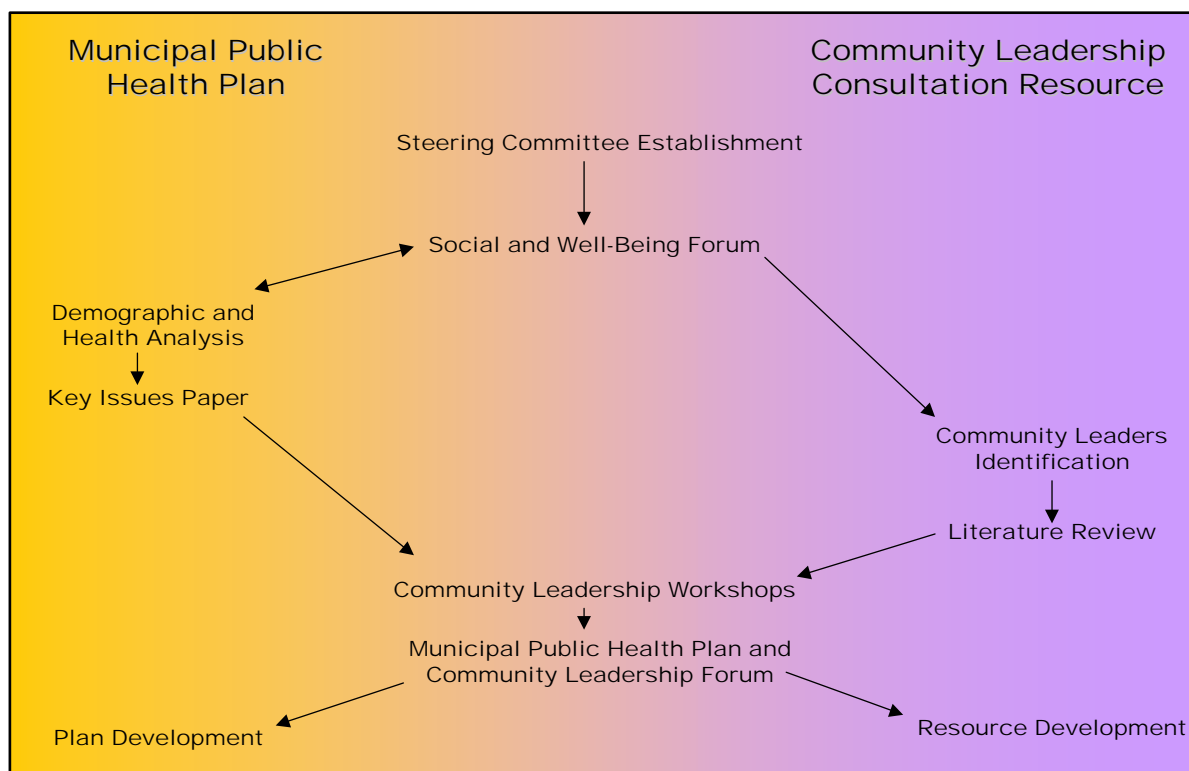 Municipal Public
Health Plan
Community Leadership
Consultation Resource
Steering Committee Establishment
Social and Well-Being Forum
Demographic and
Health Analysis
Key Issues Paper
Community Leaders
Identification
Literature Review
Community Leadership Workshops
Municipal Public Health Plan and
Community Leadership Forum
Plan Development
Resource Development